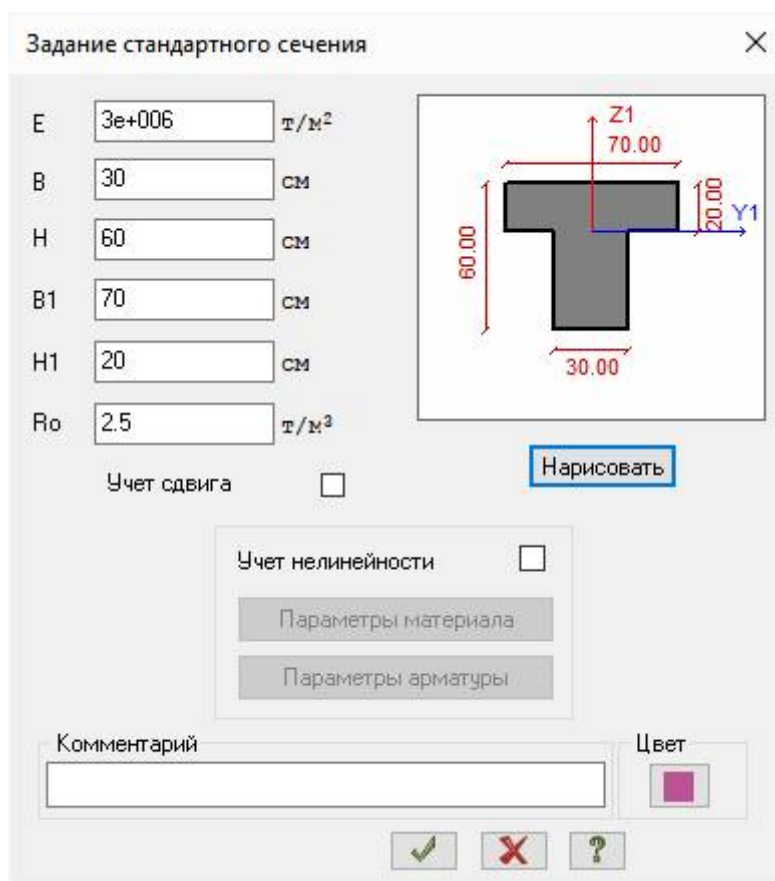 Задание стандартного сечения
E 3e+006 т/м²
B 30 см
H 60 см
B1 70 см
H1 20 см
Ro 2.5 т/м³
Z1
70.00
20.00
Y1
60.00
30.00
Нарисовать
Учет сдвига
Учет нелинейности
Параметры материала
Параметры арматуры
Комментарий
Цвет
?